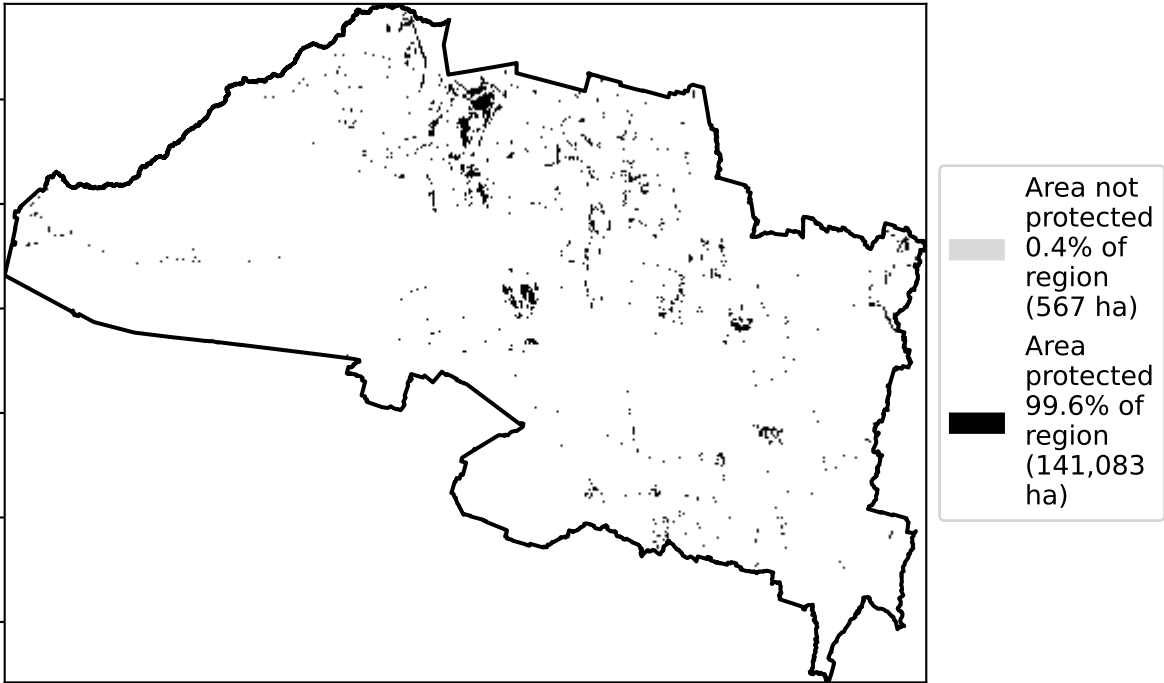 Area not
protected
0.4% of
region
(567 ha)
Area
protected
99.6% of
region
(141,083
ha)